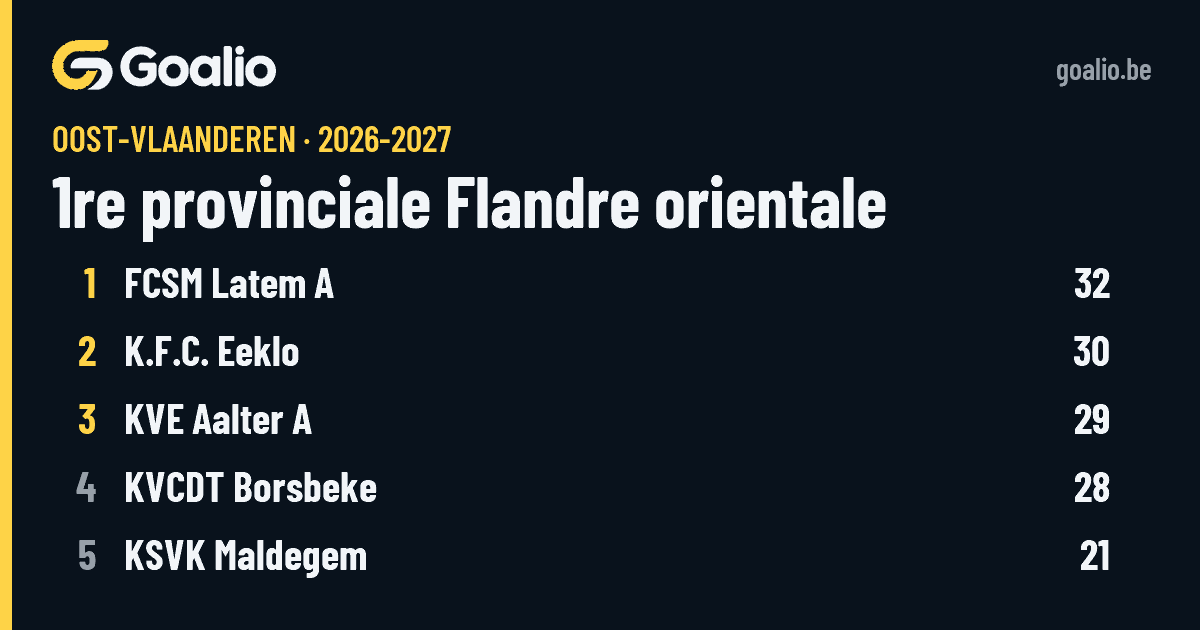 Goalio
goalio.be
OOST-VLAANDEREN · 2026-2027
1re provinciale Flandre orientale
1 FCSM Latem A 32
2 K.F.C. Eeklo 30
3 KVE Aalter A 29
4 KVCDT Borsbeke 28
5 KSVK Maldegem 21